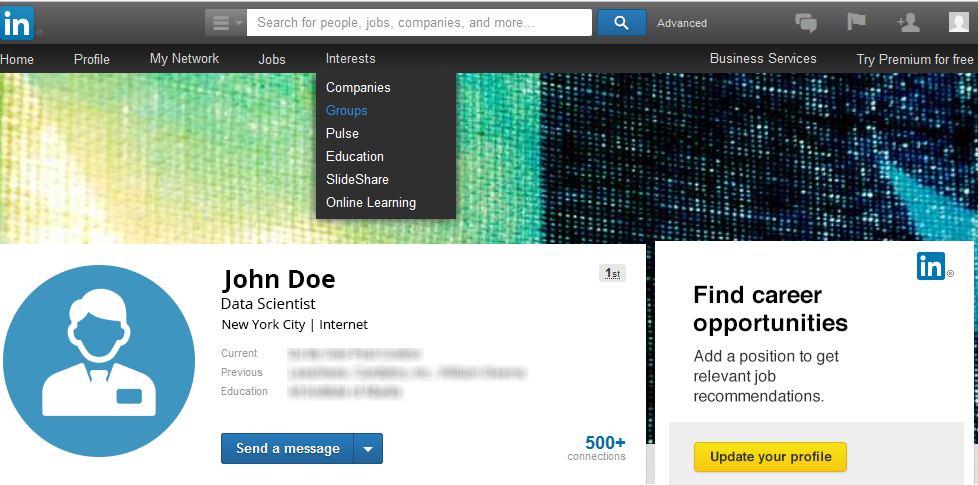 in
Search for people, jobs, companies, and more...
Advanced
Home
Profile
My Network
Jobs
Interests
Business Services
Try Premium for free
Companies
Groups
Pulse
Education
SlideShare
Online Learning
John Doe
1st
Data Scientist
New York City | Internet
Current
Previous
Education
Send a message
500+
connections
in®
Find career
opportunities
Add a position to get
relevant job
recommendations.
Update your profile